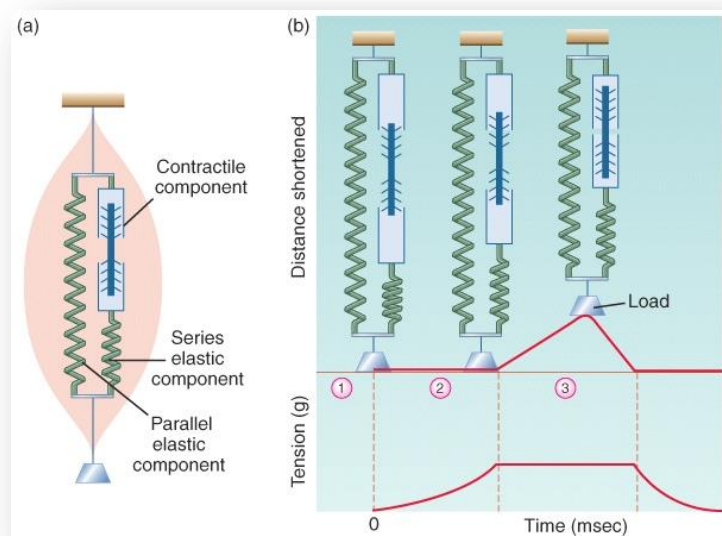 (a)
Contractile
component
Series
elastic
component
Parallel
elastic
component
(b)
Distance shortened
Load
1
2
3
Tension (g)
0
Time (msec)